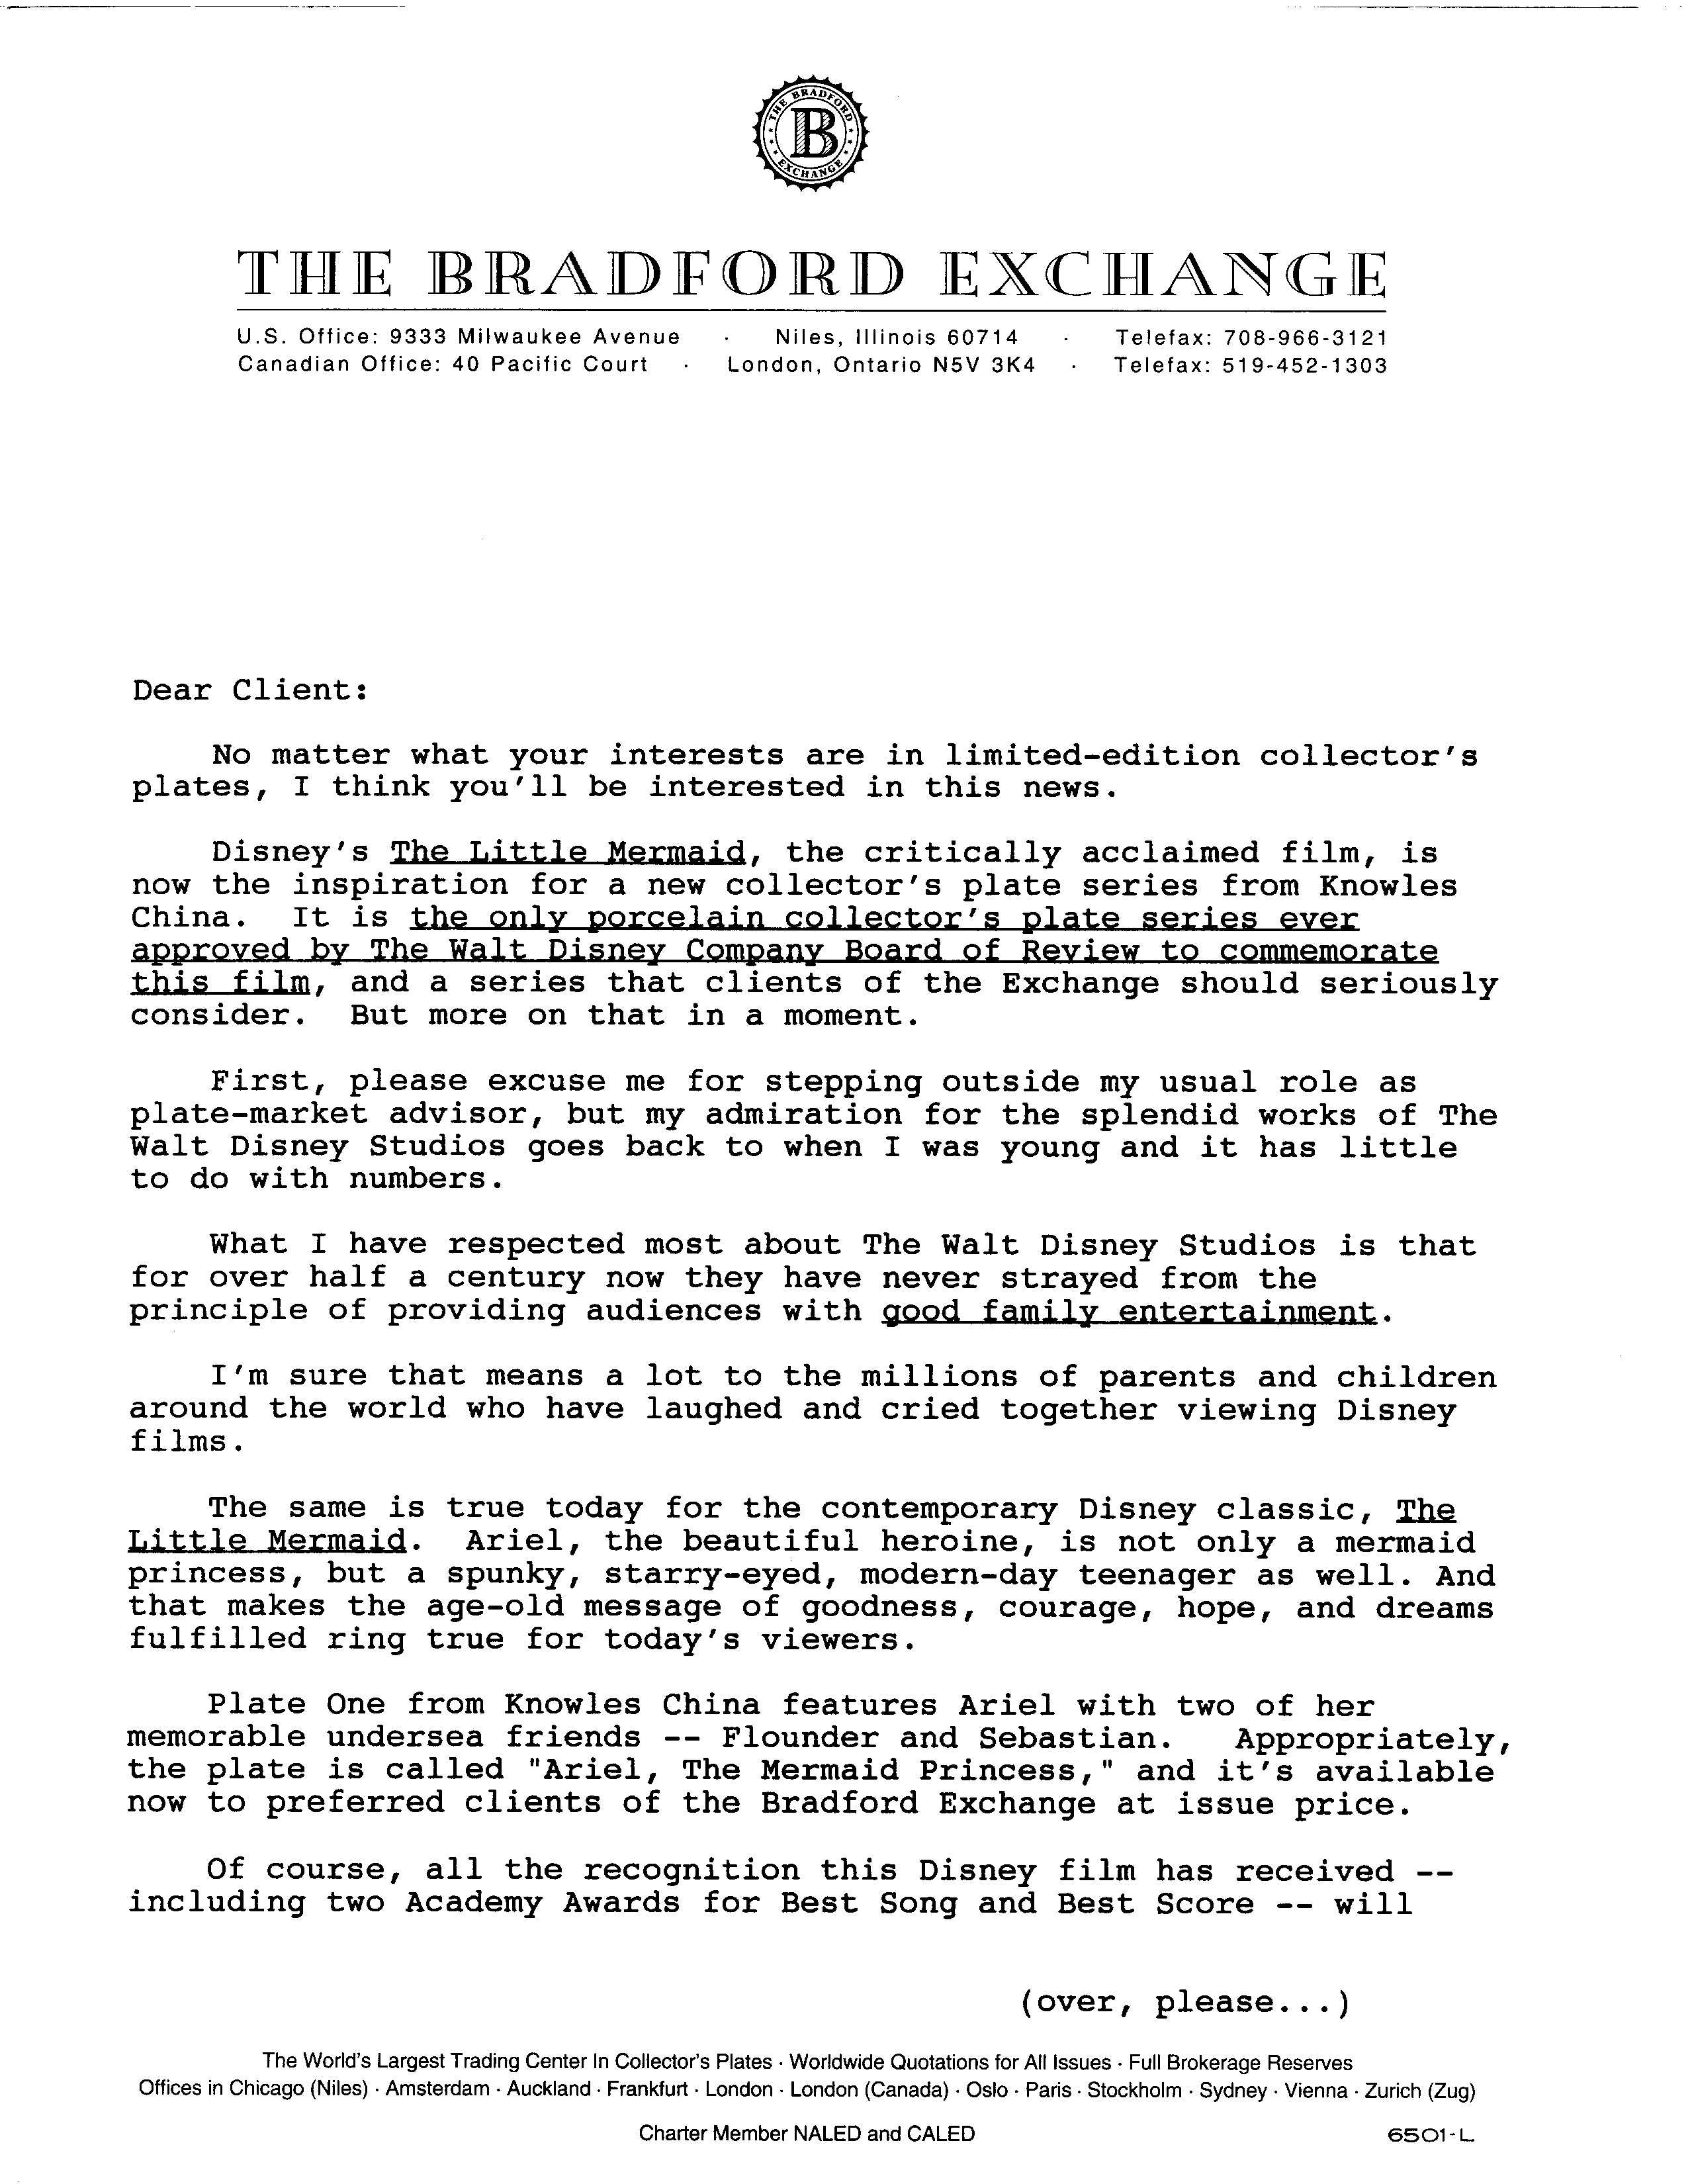 THE BRADFORD
B
EXCHANGE
THE BRADFORD EXCHANGE
U.S. Office: 9333 Milwaukee Avenue · Niles, Illinois 60714 · Telefax: 708-966-3121
Canadian Office: 40 Pacific Court · London, Ontario N5V 3K4 · Telefax: 519-452-1303
Dear Client:
No matter what your interests are in limited-edition collector's
plates, I think you'll be interested in this news.
Disney's The Little Mermaid, the critically acclaimed film, is
now the inspiration for a new collector's plate series from Knowles
China. It is the only porcelain collector's plate series ever
approved by The Walt Disney Company Board of Review to commemorate
this film, and a series that clients of the Exchange should seriously
consider. But more on that in a moment.
First, please excuse me for stepping outside my usual role as
plate-market advisor, but my admiration for the splendid works of The
Walt Disney Studios goes back to when I was young and it has little
to do with numbers.
What I have respected most about The Walt Disney Studios is that
for over half a century now they have never strayed from the
principle of providing audiences with good family entertainment.
I'm sure that means a lot to the millions of parents and children
around the world who have laughed and cried together viewing Disney
films.
The same is true today for the contemporary Disney classic, The
Little Mermaid. Ariel, the beautiful heroine, is not only a mermaid
princess, but a spunky, starry-eyed, modern-day teenager as well. And
that makes the age-old message of goodness, courage, hope, and dreams
fulfilled ring true for today's viewers.
Plate One from Knowles China features Ariel with two of her
memorable undersea friends -- Flounder and Sebastian. Appropriately,
the plate is called "Ariel, The Mermaid Princess," and it's available
now to preferred clients of the Bradford Exchange at issue price.
Of course, all the recognition this Disney film has received --
including two Academy Awards for Best Song and Best Score -- will
(over, please...)
The World's Largest Trading Center In Collector's Plates · Worldwide Quotations for All Issues · Full Brokerage Reserves
Offices in Chicago (Niles) · Amsterdam · Auckland · Frankfurt · London · London (Canada) · Oslo · Paris · Stockholm · Sydney · Vienna · Zurich (Zug)
Charter Member NALED and CALED 6501-L